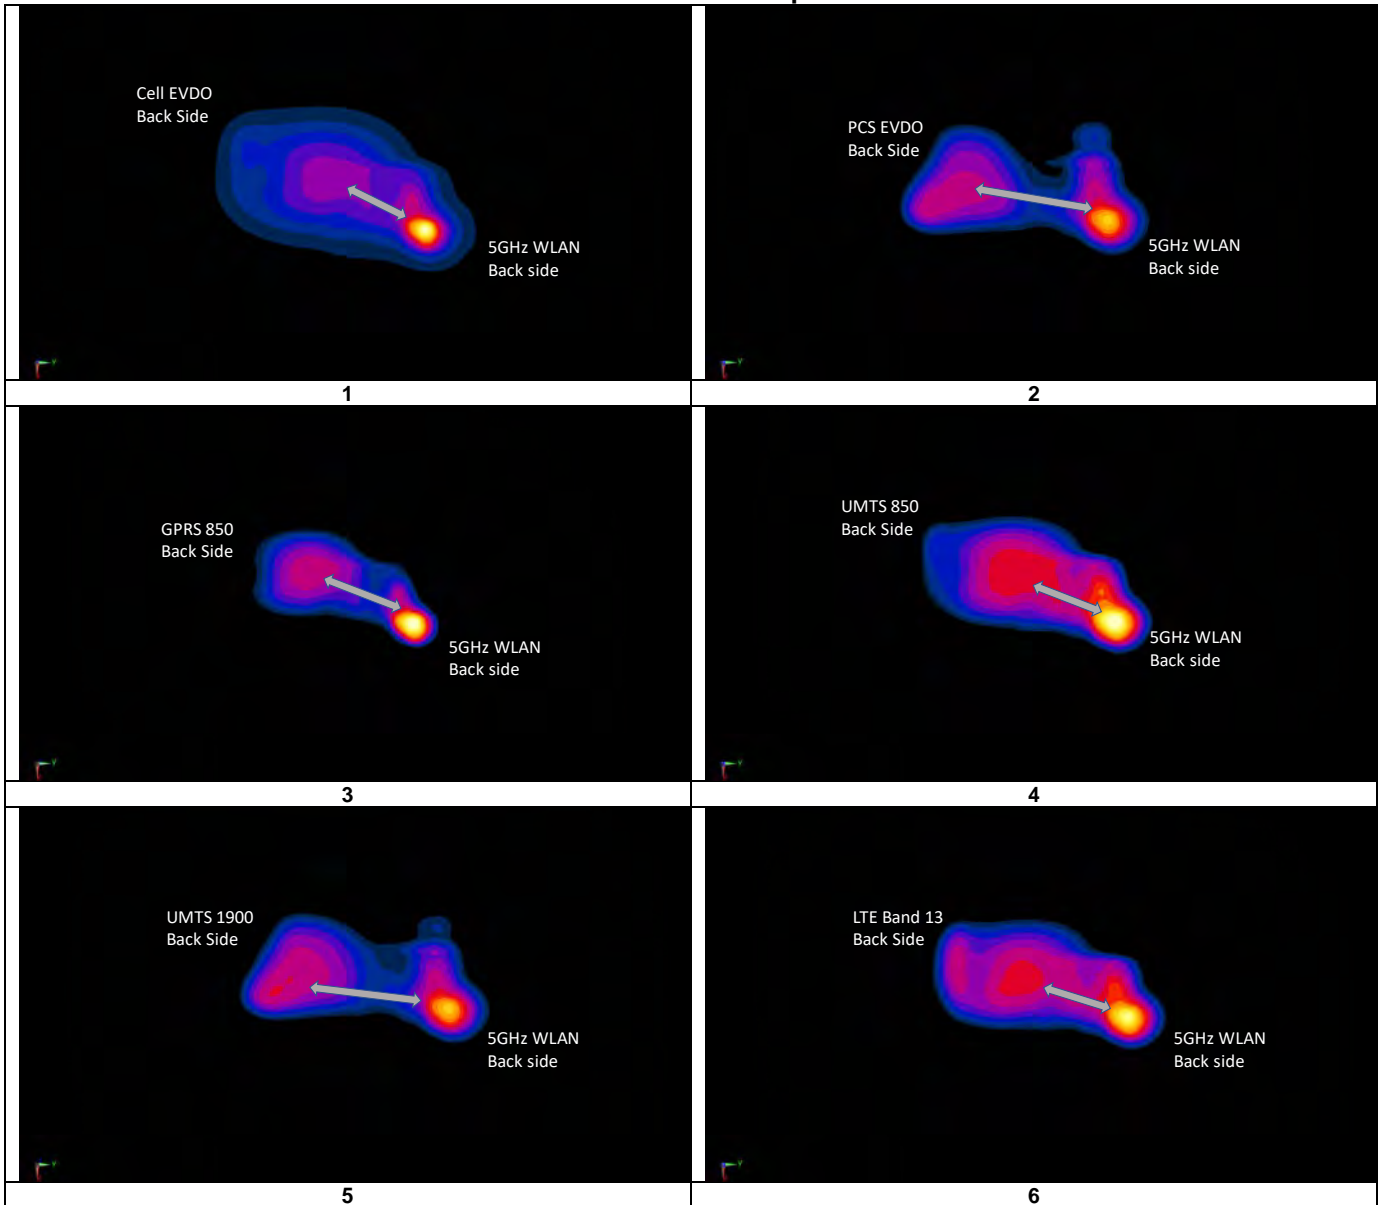 Cell EVDO
Back Side
5GHz WLAN
Back side
PCS EVDO
Back Side
5GHz WLAN
Back side
1
2
GPRS 850
Back Side
5GHz WLAN
Back side
UMTS 850
Back Side
5GHz WLAN
Back side
3
4
UMTS 1900
Back Side
5GHz WLAN
Back side
LTE Band 13
Back Side
5GHz WLAN
Back side
5
6